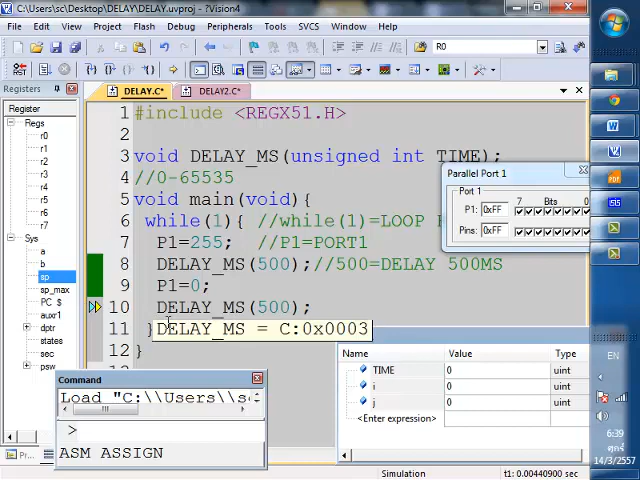 C:\Users\sc\Desktop\DELAY\DELAY.uvproj - ?Vision4
File Edit View Project Flash Debug Peripherals Tools SVCS Window Help
R0
Registers
DELAY.C* DELAY2.C*
Register
Regs
r0
r1
r2
r3
r4
r5
r6
r7
Sys
a
b
sp
sp_max
PC $
auxr1
dptr
states
sec
psw
Pr...
1 #include <REGX51.H>
2
3 void DELAY_MS(unsigned int TIME);
4 //0-65535
5 void main(void){
6 while(1){ //while(1)=LOOP
7 P1=255; //P1=PORT1
8 DELAY_MS(500);//500=DELAY 500MS
9 P1=0;
10 DELAY_MS(500);
11 }
DELAY_MS = C:0x0003
12 }
Parallel Port 1
Port 1
7 Bits 0
P1: 0xFF
Pins: 0xFF
Name Value Type
TIME 0 uint
i 0 uint
j 0 uint
<Enter expression>
Command
Load "C:\\Users\\s
>
ASM ASSIGN
Simulation t1: 0.00440900 sec
EN
6:39
ศุกร์
14/3/2557